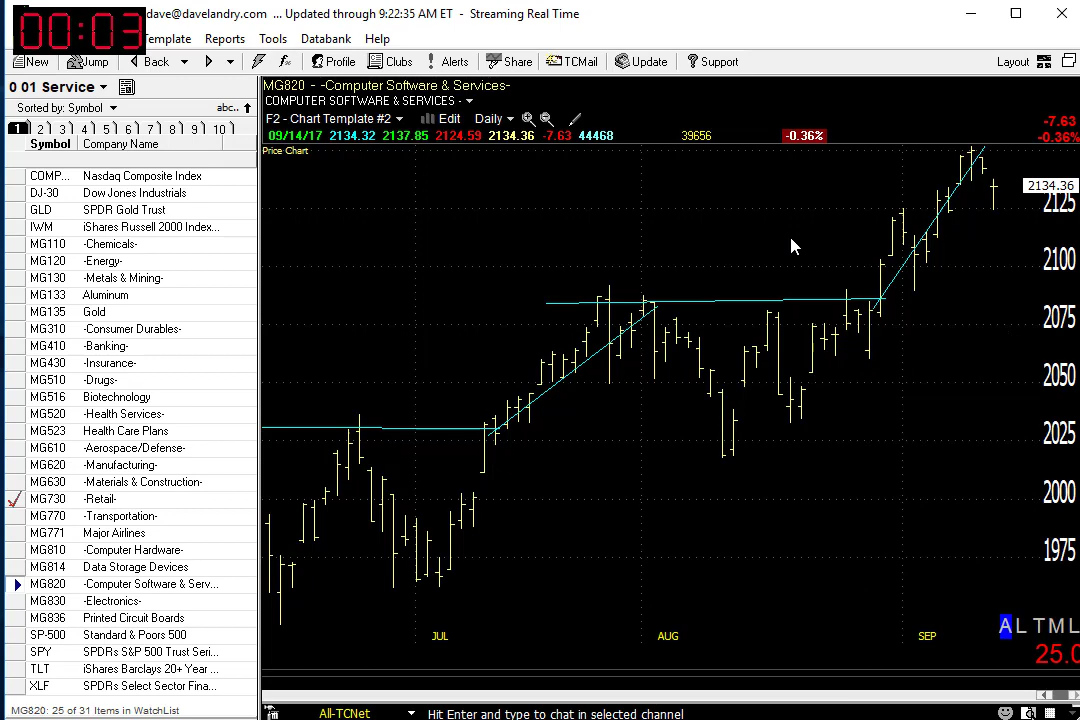 00:03
dave@davelandry.com ... Updated through 9:22:35 AM ET - Streaming Real Time
Template Reports Tools Databank Help
New Jump Back Profile Clubs Alerts Share TCMail Update Support Layout
0 01 Service
Sorted by: Symbol abc..
1 2 3 4 5 6 7 8 9 10
Symbol Company Name
COMP... Nasdaq Composite Index
DJ-30 Dow Jones Industrials
GLD SPDR Gold Trust
IWM iShares Russell 2000 Index...
MG110 -Chemicals-
MG120 -Energy-
MG130 -Metals & Mining-
MG133 Aluminum
MG135 Gold
MG310 -Consumer Durables-
MG410 -Banking-
MG430 -Insurance-
MG510 -Drugs-
MG516 Biotechnology
MG520 -Health Services-
MG523 Health Care Plans
MG610 -Aerospace/Defense-
MG620 -Manufacturing-
MG630 -Materials & Construction-
MG730 -Retail-
MG770 -Transportation-
MG771 Major Airlines
MG810 -Computer Hardware-
MG814 Data Storage Devices
MG820 -Computer Software & Serv...
MG830 -Electronics-
MG836 Printed Circuit Boards
SP-500 Standard & Poors 500
SPY SPDRs S&P 500 Trust Seri...
TLT iShares Barclays 20+ Year ...
XLF SPDRs Select Sector Fina...
MG820: 25 of 31 Items in WatchList
MG820 - -Computer Software & Services-
COMPUTER SOFTWARE & SERVICES -
F2 - Chart Template #2 Edit Daily
09/14/17 2134.32 2137.85 2124.59 2134.36 -7.63 44468 39656 -0.36%
-7.63
-0.36%
Price Chart
2134.36
2125
2100
2075
2050
2025
2000
1975
JUL AUG SEP
A L T M L
25.0
All-TCNet Hit Enter and type to chat in selected channel